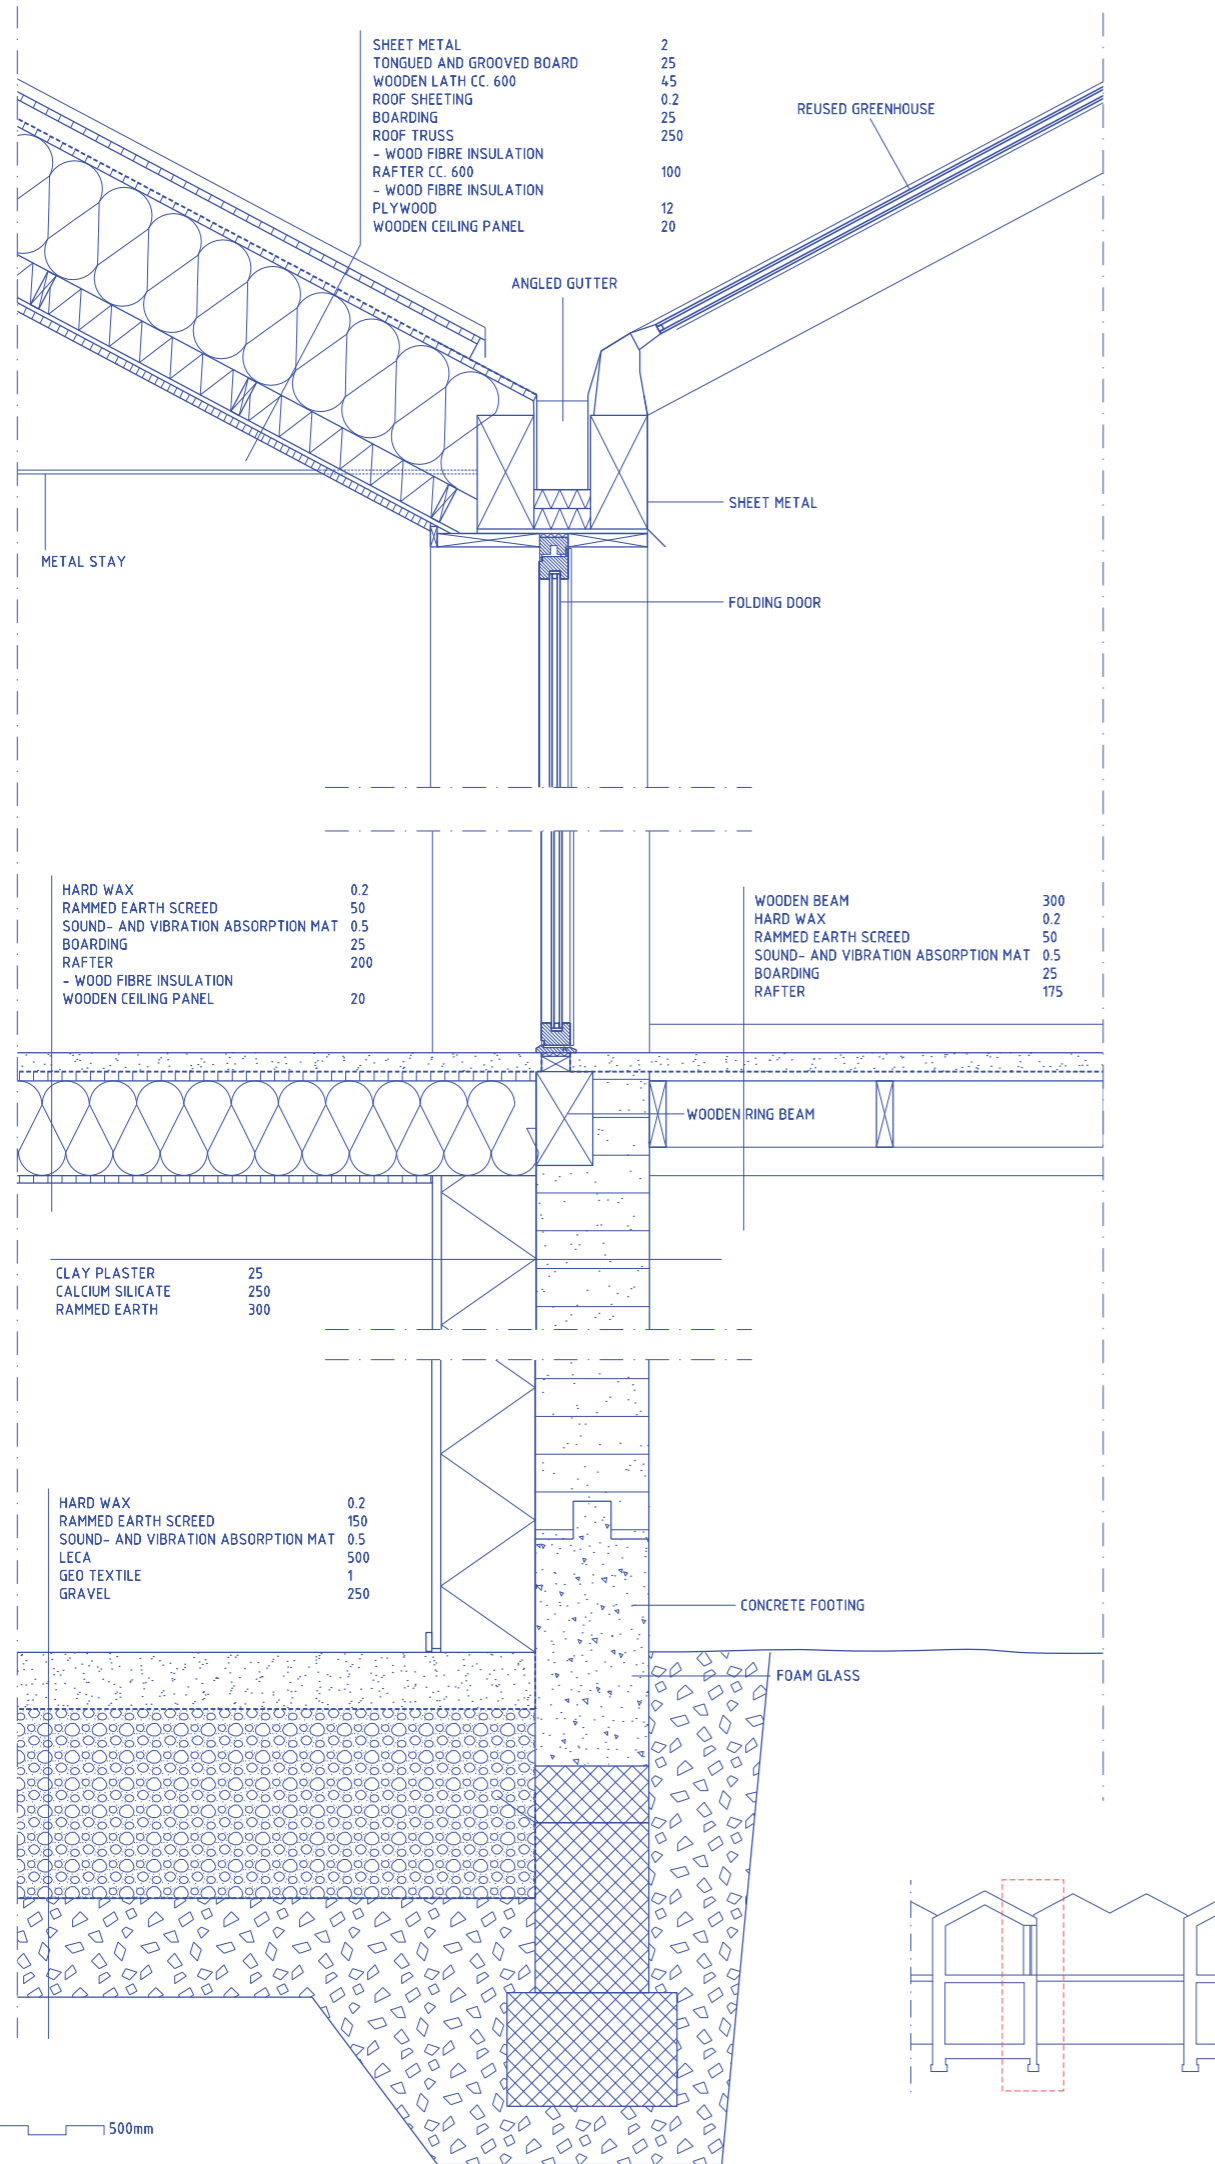 SHEET METAL 2
TONGUED AND GROOVED BOARD 25
WOODEN LATH CC. 600 45
ROOF SHEETING 0.2
BOARDING 25
ROOF TRUSS 250
- WOOD FIBRE INSULATION
RAFTER CC. 600 100
- WOOD FIBRE INSULATION
PLYWOOD 12
WOODEN CEILING PANEL 20
REUSED GREENHOUSE
ANGLED GUTTER
SHEET METAL
METAL STAY
FOLDING DOOR
HARD WAX 0.2
RAMMED EARTH SCREED 50
SOUND- AND VIBRATION ABSORPTION MAT 0.5
BOARDING 25
RAFTER 200
- WOOD FIBRE INSULATION
WOODEN CEILING PANEL 20
WOODEN BEAM 300
HARD WAX 0.2
RAMMED EARTH SCREED 50
SOUND- AND VIBRATION ABSORPTION MAT 0.5
BOARDING 25
RAFTER 175
WOODEN RING BEAM
CLAY PLASTER 25
CALCIUM SILICATE 250
RAMMED EARTH 300
HARD WAX 0.2
RAMMED EARTH SCREED 150
SOUND- AND VIBRATION ABSORPTION MAT 0.5
LECA 500
GEO TEXTILE 1
GRAVEL 250
CONCRETE FOOTING
FOAM GLASS
500mm